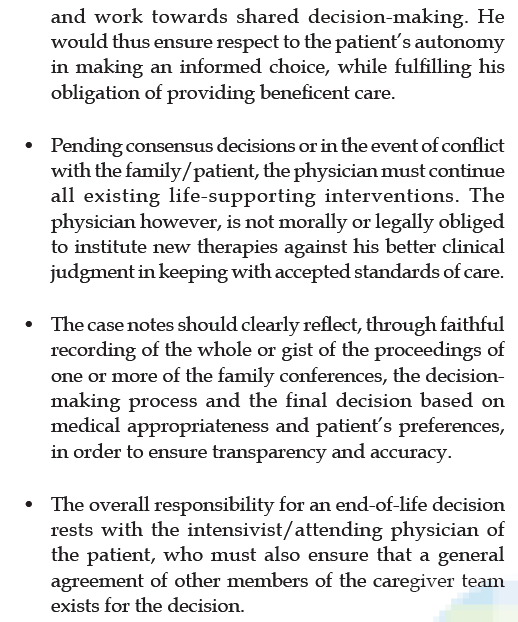 and work towards shared decision-making. He
would thus ensure respect to the patient's autonomy
in making an informed choice, while fulfilling his
obligation of providing beneficent care.
• Pending consensus decisions or in the event of conflict
with the family/patient, the physician must continue
all existing life-supporting interventions. The
physician however, is not morally or legally obliged
to institute new therapies against his better clinical
judgment in keeping with accepted standards of care.
• The case notes should clearly reflect, through faithful
recording of the whole or gist of the proceedings of
one or more of the family conferences, the decision-
making process and the final decision based on
medical appropriateness and patient's preferences,
in order to ensure transparency and accuracy.
• The overall responsibility for an end-of-life decision
rests with the intensivist/attending physician of
the patient, who must also ensure that a general
agreement of other members of the caregiver team
exists for the decision.